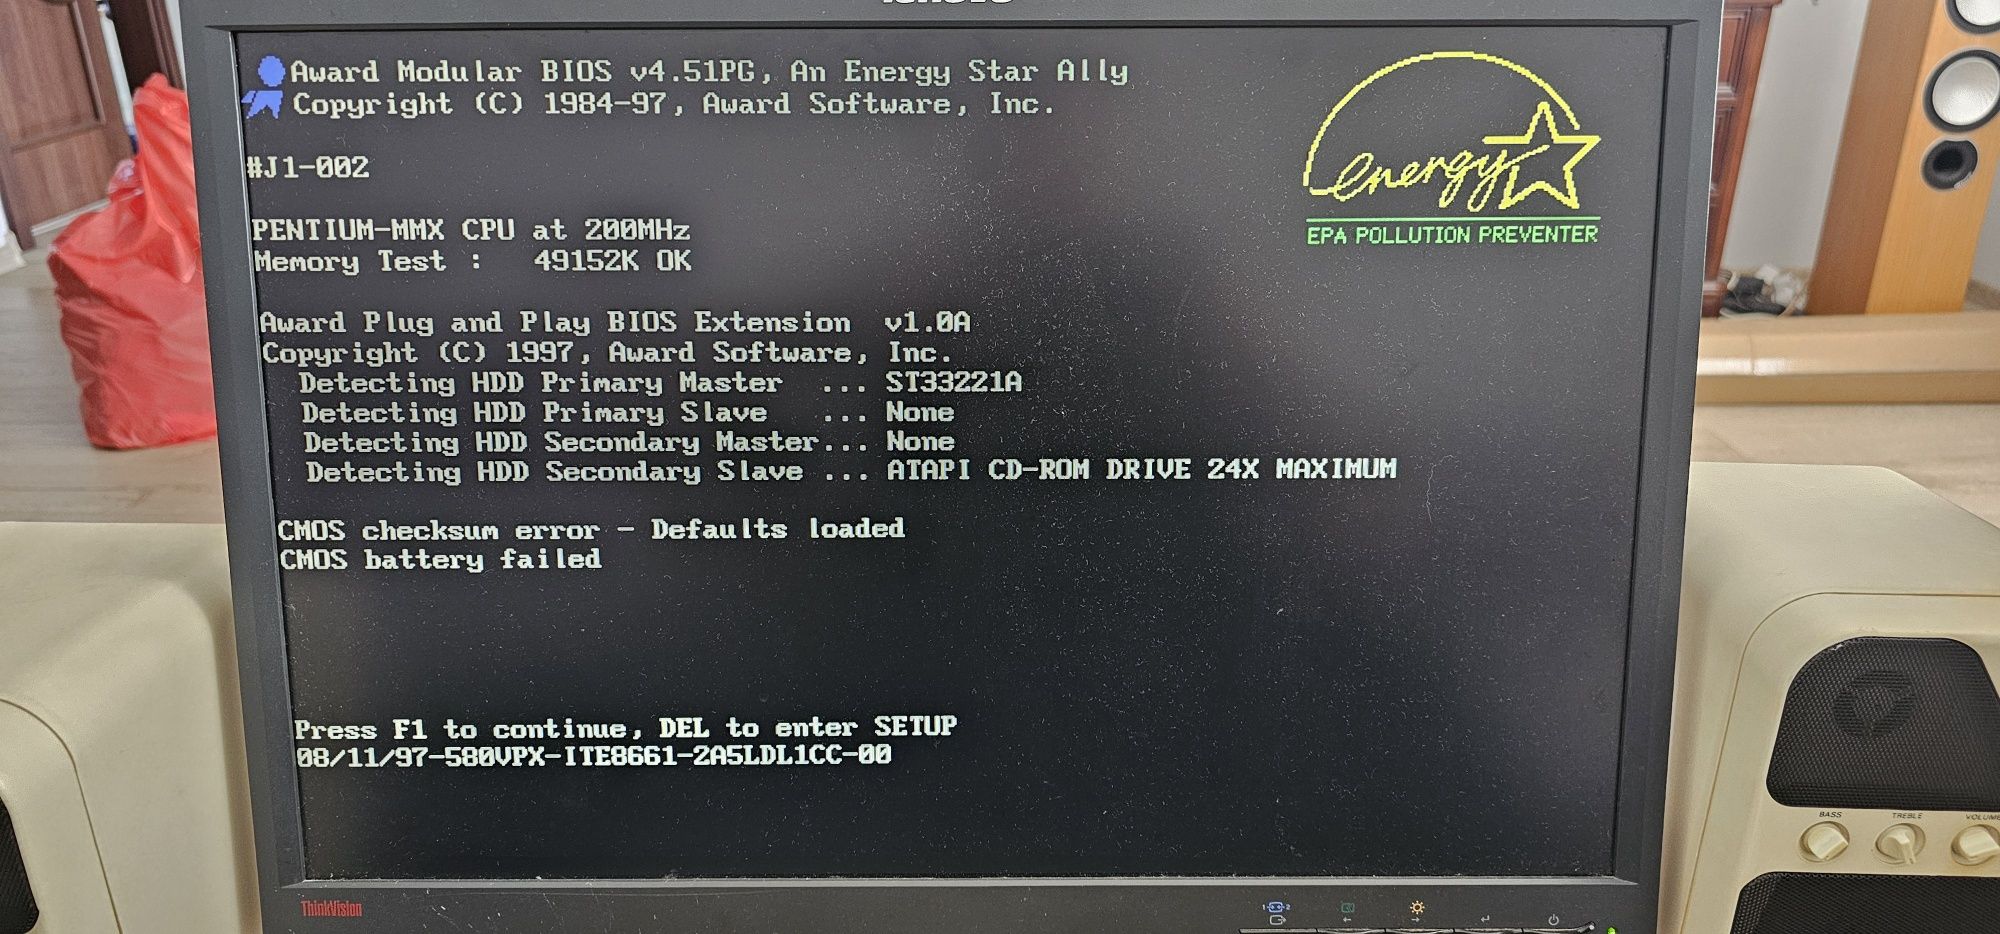 lenovo
Award Modular BIOS v4.51PG, An Energy Star Ally
Copyright (C) 1984-97, Award Software, Inc.
energy
EPA POLLUTION PREVENTER
#J1-002
PENTIUM-MMX CPU at 200MHz
Memory Test : 49152K OK
Award Plug and Play BIOS Extension v1.0A
Copyright (C) 1997, Award Software, Inc.
Detecting HDD Primary Master ... ST33221A
Detecting HDD Primary Slave ... None
Detecting HDD Secondary Master... None
Detecting HDD Secondary Slave ... ATAPI CD-ROM DRIVE 24X MAXIMUM
CMOS checksum error - Defaults loaded
CMOS battery failed
Press F1 to continue, DEL to enter SETUP
08/11/97-580VPX-ITE8661-2A5LDL1CC-00
BASS TREBLE VOLUME
ThinkVision